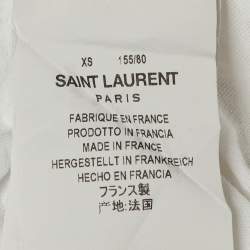 XS 155/80
SAINT LAURENT
PARIS
FABRIQUE EN FRANCE
PRODOTTO IN FRANCIA
MADE IN FRANCE
HERGESTELLT IN FRANKREICH
HECHO EN FRANCIA
フランス製
产地:法国